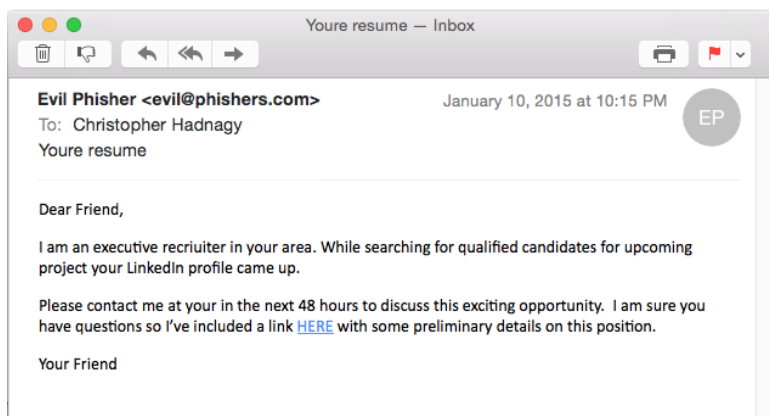 Youre resume — Inbox
Evil Phisher <evil@phishers.com>
January 10, 2015 at 10:15 PM
EP
To: Christopher Hadnagy
Youre resume
Dear Friend,
I am an executive recriuiter in your area. While searching for qualified candidates for upcoming
project your LinkedIn profile came up.
Please contact me at your in the next 48 hours to discuss this exciting opportunity.  I am sure you
have questions so I've included a link HERE with some preliminary details on this position.
Your Friend